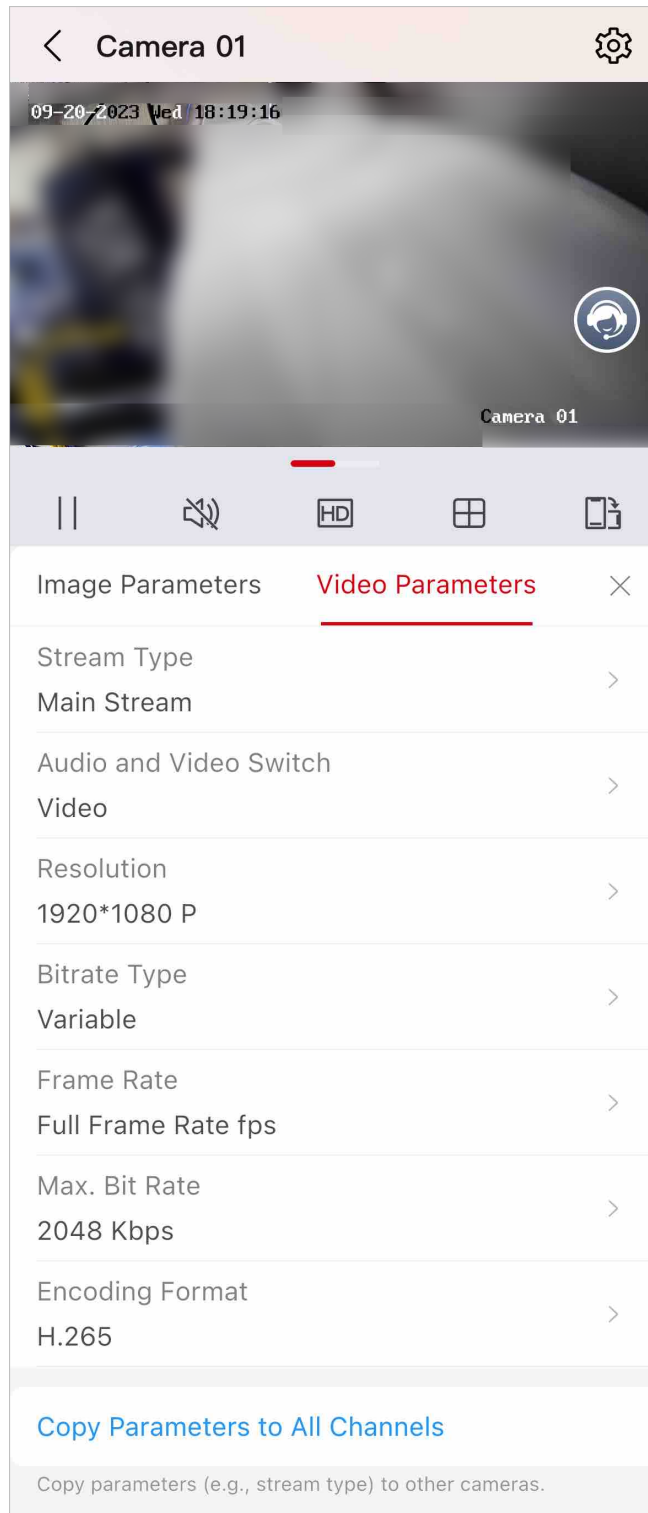 Camera 01
09-20-2023 Wed 18:19:16
Camera 01
HD
Image Parameters Video Parameters
Stream Type
Main Stream
Audio and Video Switch
Video
Resolution
1920*1080 P
Bitrate Type
Variable
Frame Rate
Full Frame Rate fps
Max. Bit Rate
2048 Kbps
Encoding Format
H.265
Copy Parameters to All Channels
Copy parameters (e.g., stream type) to other cameras.